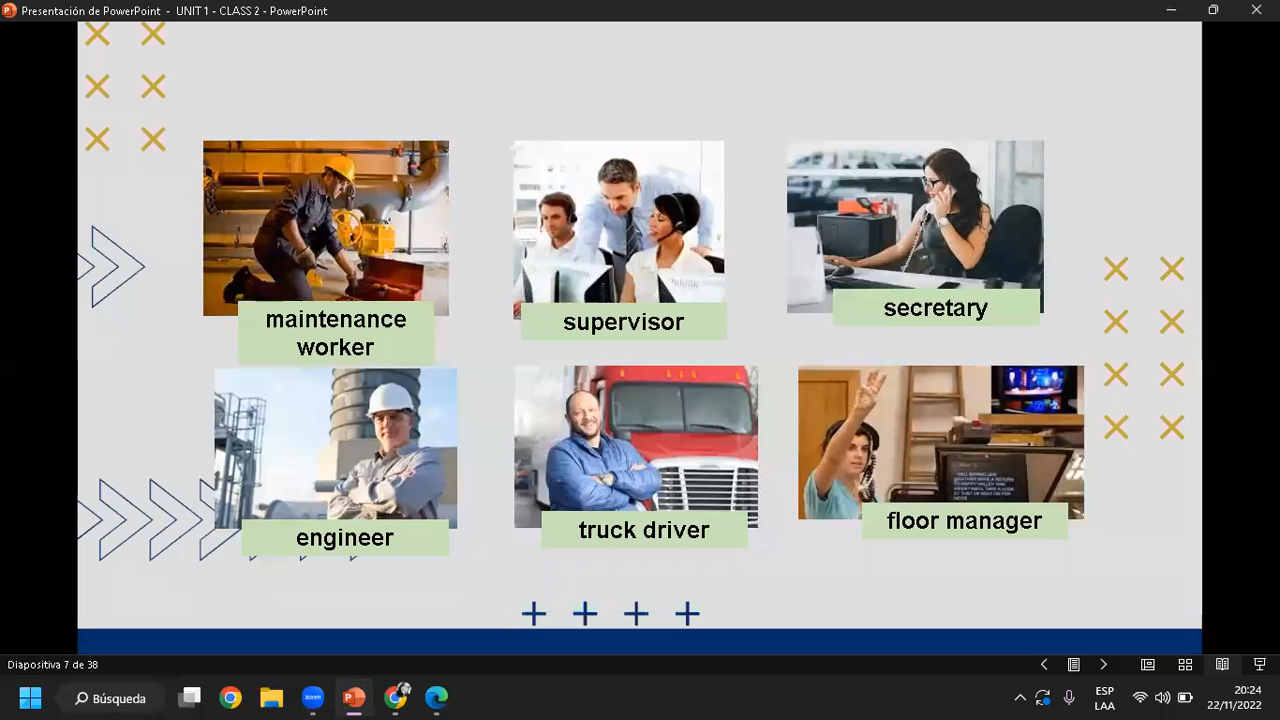 Presentación de PowerPoint - UNIT 1 - CLASS 2 - PowerPoint
maintenance
worker
supervisor
secretary
engineer
truck driver
floor manager
Diapositiva 7 de 38
Búsqueda
zoom
ESP
LAA
20:24
22/11/2022